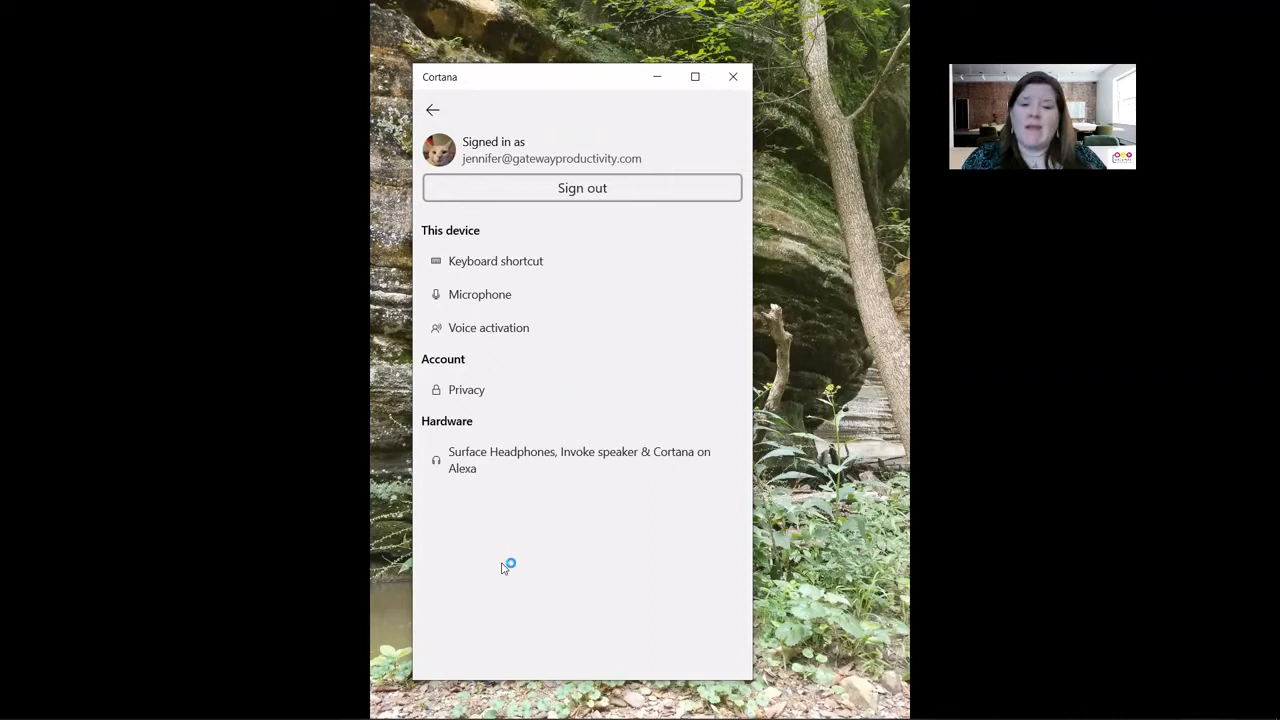 Cortana
Signed in as
jennifer@gatewayproductivity.com
Sign out
This device
Keyboard shortcut
Microphone
Voice activation
Account
Privacy
Hardware
Surface Headphones, Invoke speaker & Cortana on
Alexa